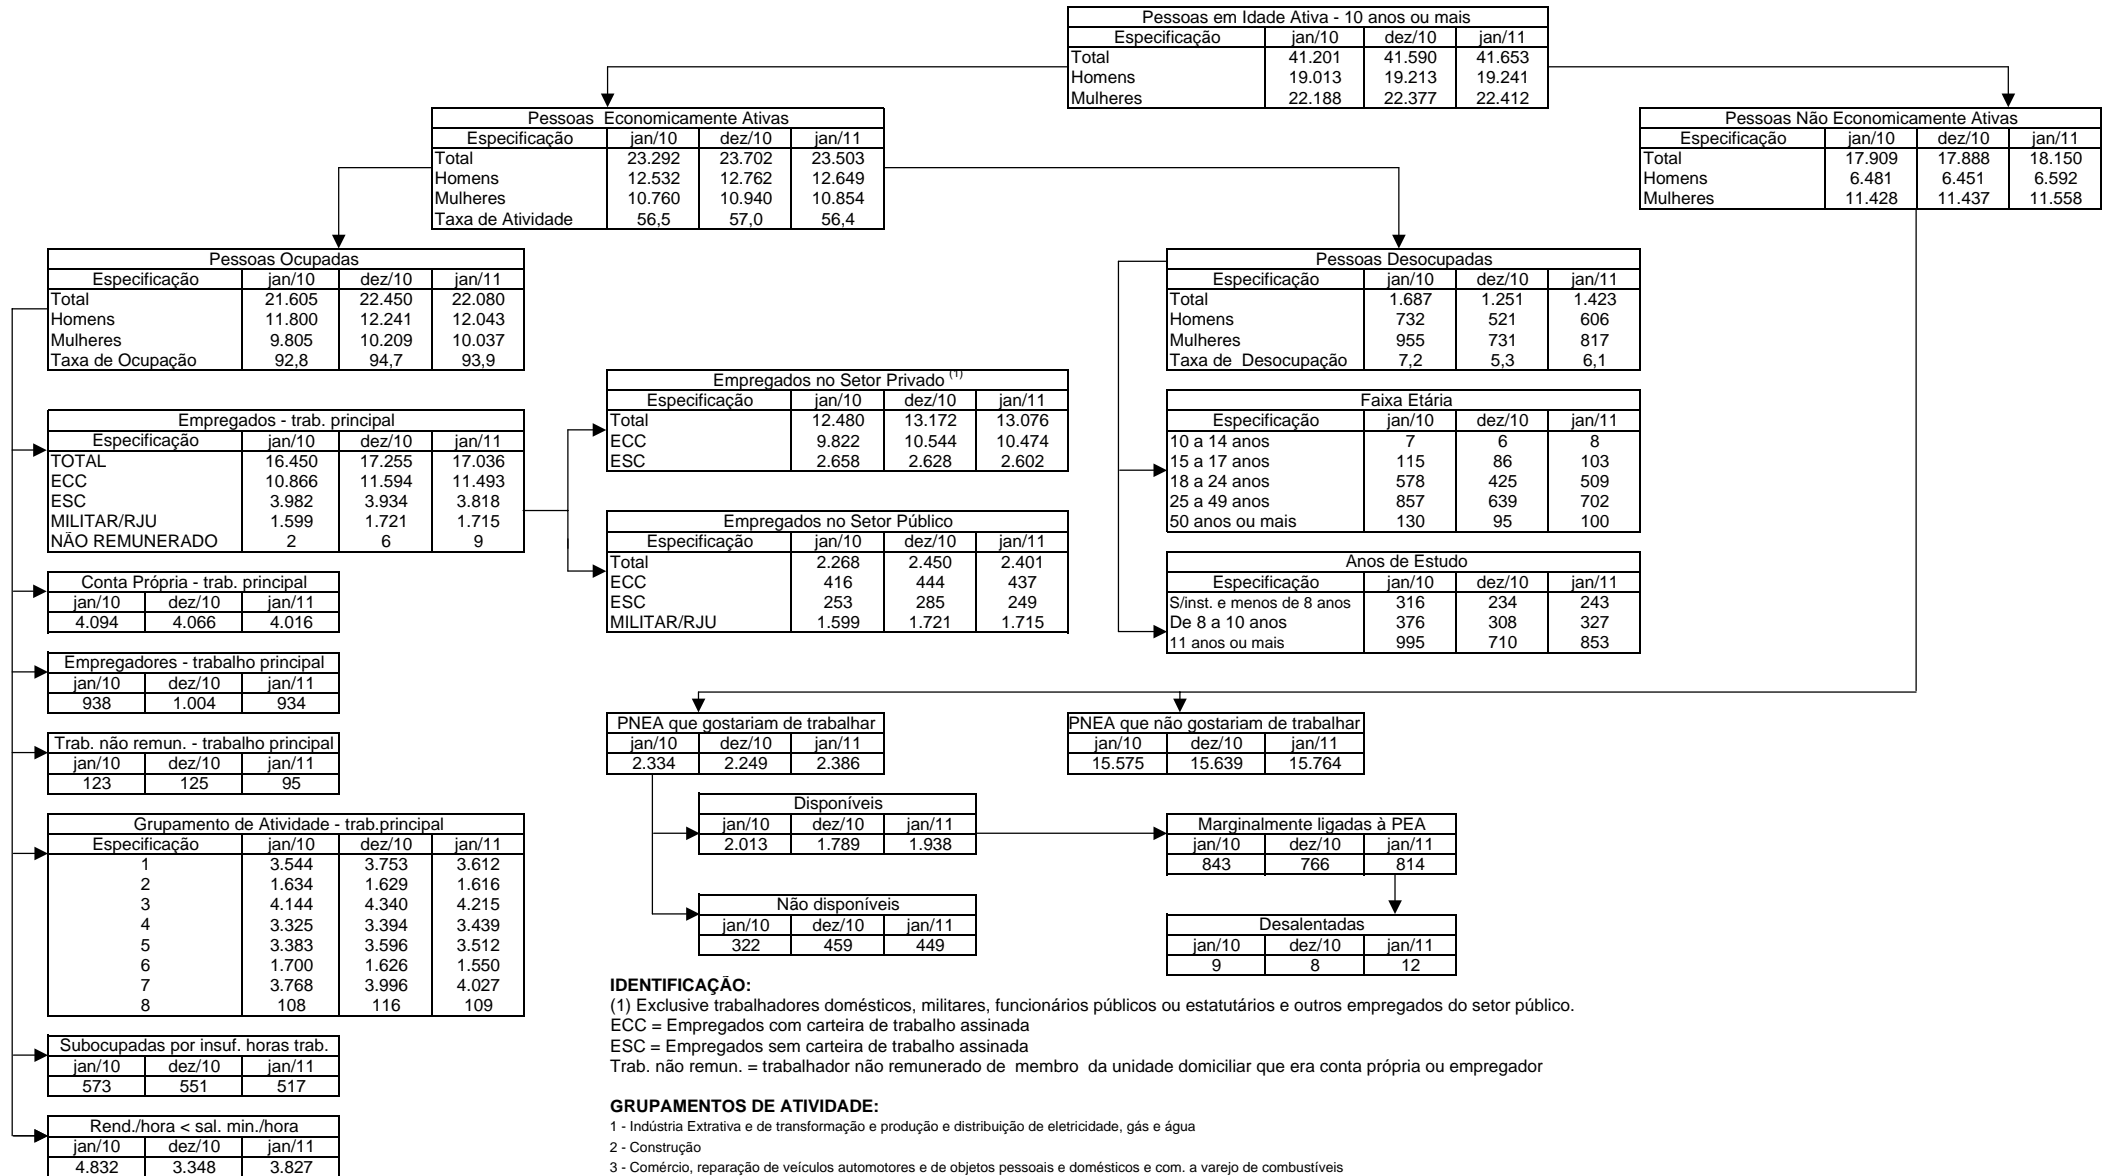 Pessoas em Idade Ativa - 10 anos ou mais
Especificação jan/10 dez/10 jan/11
Total 41.201 41.590 41.653
Homens 19.013 19.213 19.241
Mulheres 22.188 22.377 22.412
Pessoas Economicamente Ativas
Especificação jan/10 dez/10 jan/11
Total 23.292 23.702 23.503
Homens 12.532 12.762 12.649
Mulheres 10.760 10.940 10.854
Taxa de Atividade 56,5 57,0 56,4
Pessoas Não Economicamente Ativas
Especificação jan/10 dez/10 jan/11
Total 17.909 17.888 18.150
Homens 6.481 6.451 6.592
Mulheres 11.428 11.437 11.558
Pessoas Ocupadas
Especificação jan/10 dez/10 jan/11
Total 21.605 22.450 22.080
Homens 11.800 12.241 12.043
Mulheres 9.805 10.209 10.037
Taxa de Ocupação 92,8 94,7 93,9
Pessoas Desocupadas
Especificação jan/10 dez/10 jan/11
Total 1.687 1.251 1.423
Homens 732 521 606
Mulheres 955 731 817
Taxa de Desocupação 7,2 5,3 6,1
Empregados - trab. principal
Especificação jan/10 dez/10 jan/11
TOTAL 16.450 17.255 17.036
ECC 10.866 11.594 11.493
ESC 3.982 3.934 3.818
MILITAR/RJU 1.599 1.721 1.715
NÃO REMUNERADO 2 6 9
Empregados no Setor Privado (1)
Especificação jan/10 dez/10 jan/11
Total 12.480 13.172 13.076
ECC 9.822 10.544 10.474
ESC 2.658 2.628 2.602
Empregados no Setor Público
Especificação jan/10 dez/10 jan/11
Total 2.268 2.450 2.401
ECC 416 444 437
ESC 253 285 249
MILITAR/RJU 1.599 1.721 1.715
Faixa Etária
Especificação jan/10 dez/10 jan/11
10 a 14 anos 7 6 8
15 a 17 anos 115 86 103
18 a 24 anos 578 425 509
25 a 49 anos 857 639 702
50 anos ou mais 130 95 100
Anos de Estudo
Especificação jan/10 dez/10 jan/11
S/inst. e menos de 8 anos 316 234 243
De 8 a 10 anos 376 308 327
11 anos ou mais 995 710 853
Conta Própria - trab. principal
jan/10 dez/10 jan/11
4.094 4.066 4.016
Empregadores - trabalho principal
jan/10 dez/10 jan/11
938 1.004 934
Trab. não remun. - trabalho principal
jan/10 dez/10 jan/11
123 125 95
Grupamento de Atividade - trab.principal
Especificação jan/10 dez/10 jan/11
1 3.544 3.753 3.612
2 1.634 1.629 1.616
3 4.144 4.340 4.215
4 3.325 3.394 3.439
5 3.383 3.596 3.512
6 1.700 1.626 1.550
7 3.768 3.996 4.027
8 108 116 109
Subocupadas por insuf. horas trab.
jan/10 dez/10 jan/11
573 551 517
Rend./hora < sal. min./hora
jan/10 dez/10 jan/11
4.832 3.348 3.827
PNEA que gostariam de trabalhar
jan/10 dez/10 jan/11
2.334 2.249 2.386
PNEA que não gostariam de trabalhar
jan/10 dez/10 jan/11
15.575 15.639 15.764
Disponíveis
jan/10 dez/10 jan/11
2.013 1.789 1.938
Marginalmente ligadas à PEA
jan/10 dez/10 jan/11
843 766 814
Não disponíveis
jan/10 dez/10 jan/11
322 459 449
Desalentadas
jan/10 dez/10 jan/11
9 8 12
IDENTIFICAÇÃO:
(1) Exclusive trabalhadores domésticos, militares, funcionários públicos ou estatutários e outros empregados do setor público.
ECC = Empregados com carteira de trabalho assinada
ESC = Empregados sem carteira de trabalho assinada
Trab. não remun. = trabalhador não remunerado de membro da unidade domiciliar que era conta própria ou empregador
GRUPAMENTOS DE ATIVIDADE:
1 - Indústria Extrativa e de transformação e produção e distribuição de eletricidade, gás e água
2 - Construção
3 - Comércio, reparação de veículos automotores e de objetos pessoais e domésticos e com. a varejo de combustíveis